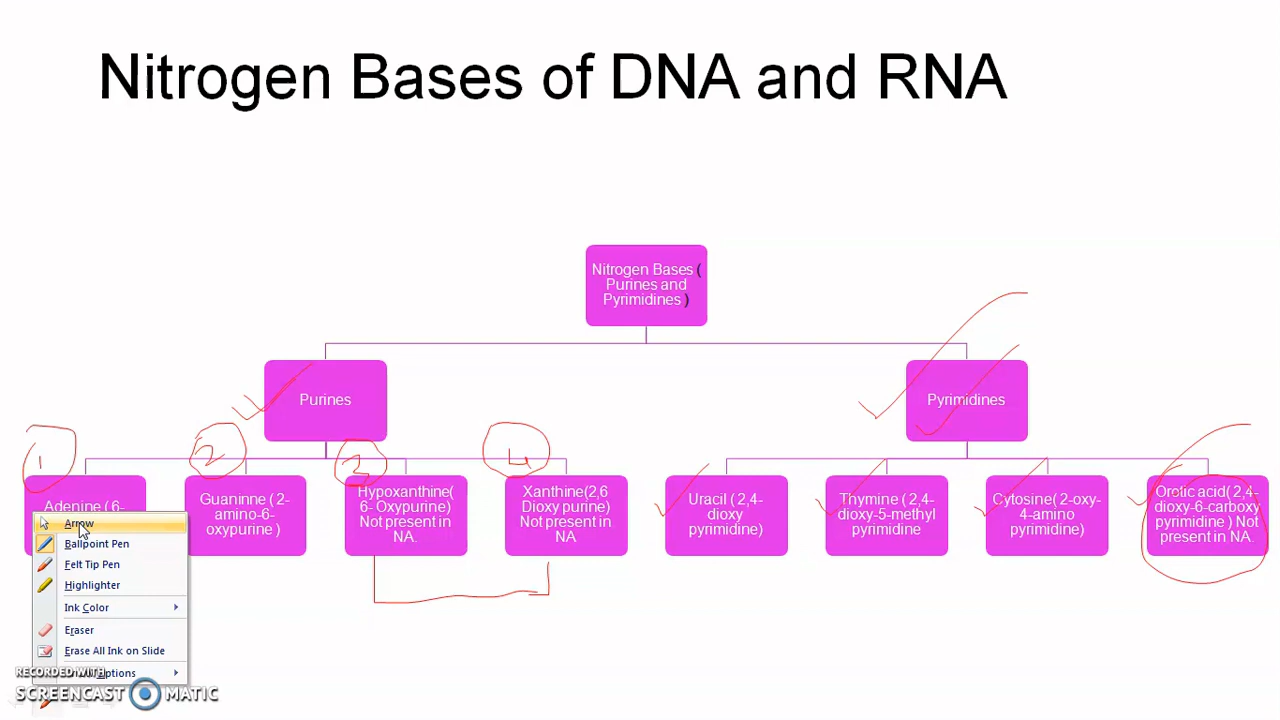 Nitrogen Bases of DNA and RNA
Nitrogen Bases (
Purines and
Pyrimidines )
Purines
Pyrimidines
1
2
3
4
Adenine (6-
Guaninne ( 2-
amino-6-
oxypurine )
Hypoxanthine(
6- Oxypurine)
Not present in
NA.
Xanthine(2,6
Dioxy purine)
Not present in
NA
Uracil (2,4-
dioxy
pyrimidine)
Thymine ( 2,4-
dioxy-5-methyl
pyrimidine
Cytosine( 2-oxy-
4-amino
pyrimidine)
Orotic acid( 2,4-
dioxy-6-carboxy
pyrimidine ) Not
present in NA.
Arrow
Ballpoint Pen
Felt Tip Pen
Highlighter
Ink Color
Eraser
Erase All Ink on Slide
Options
RECORDED WITH
SCREENCAST MATIC